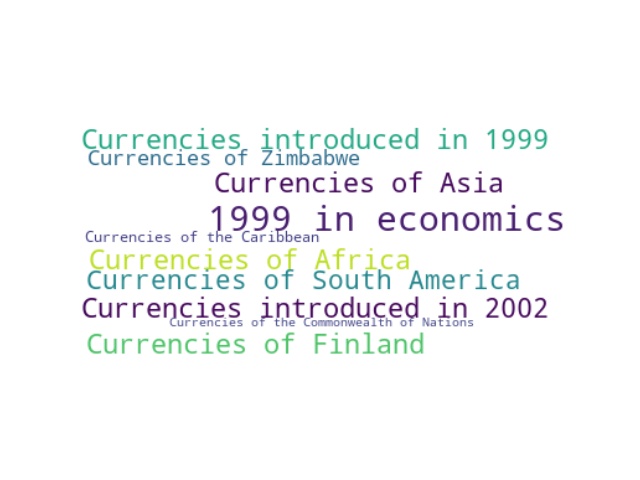 Currencies introduced in 1999
Currencies of Zimbabwe
Currencies of Asia
1999 in economics
Currencies of the Caribbean
Currencies of Africa
Currencies of South America
Currencies introduced in 2002
Currencies of the Commonwealth of Nations
Currencies of Finland